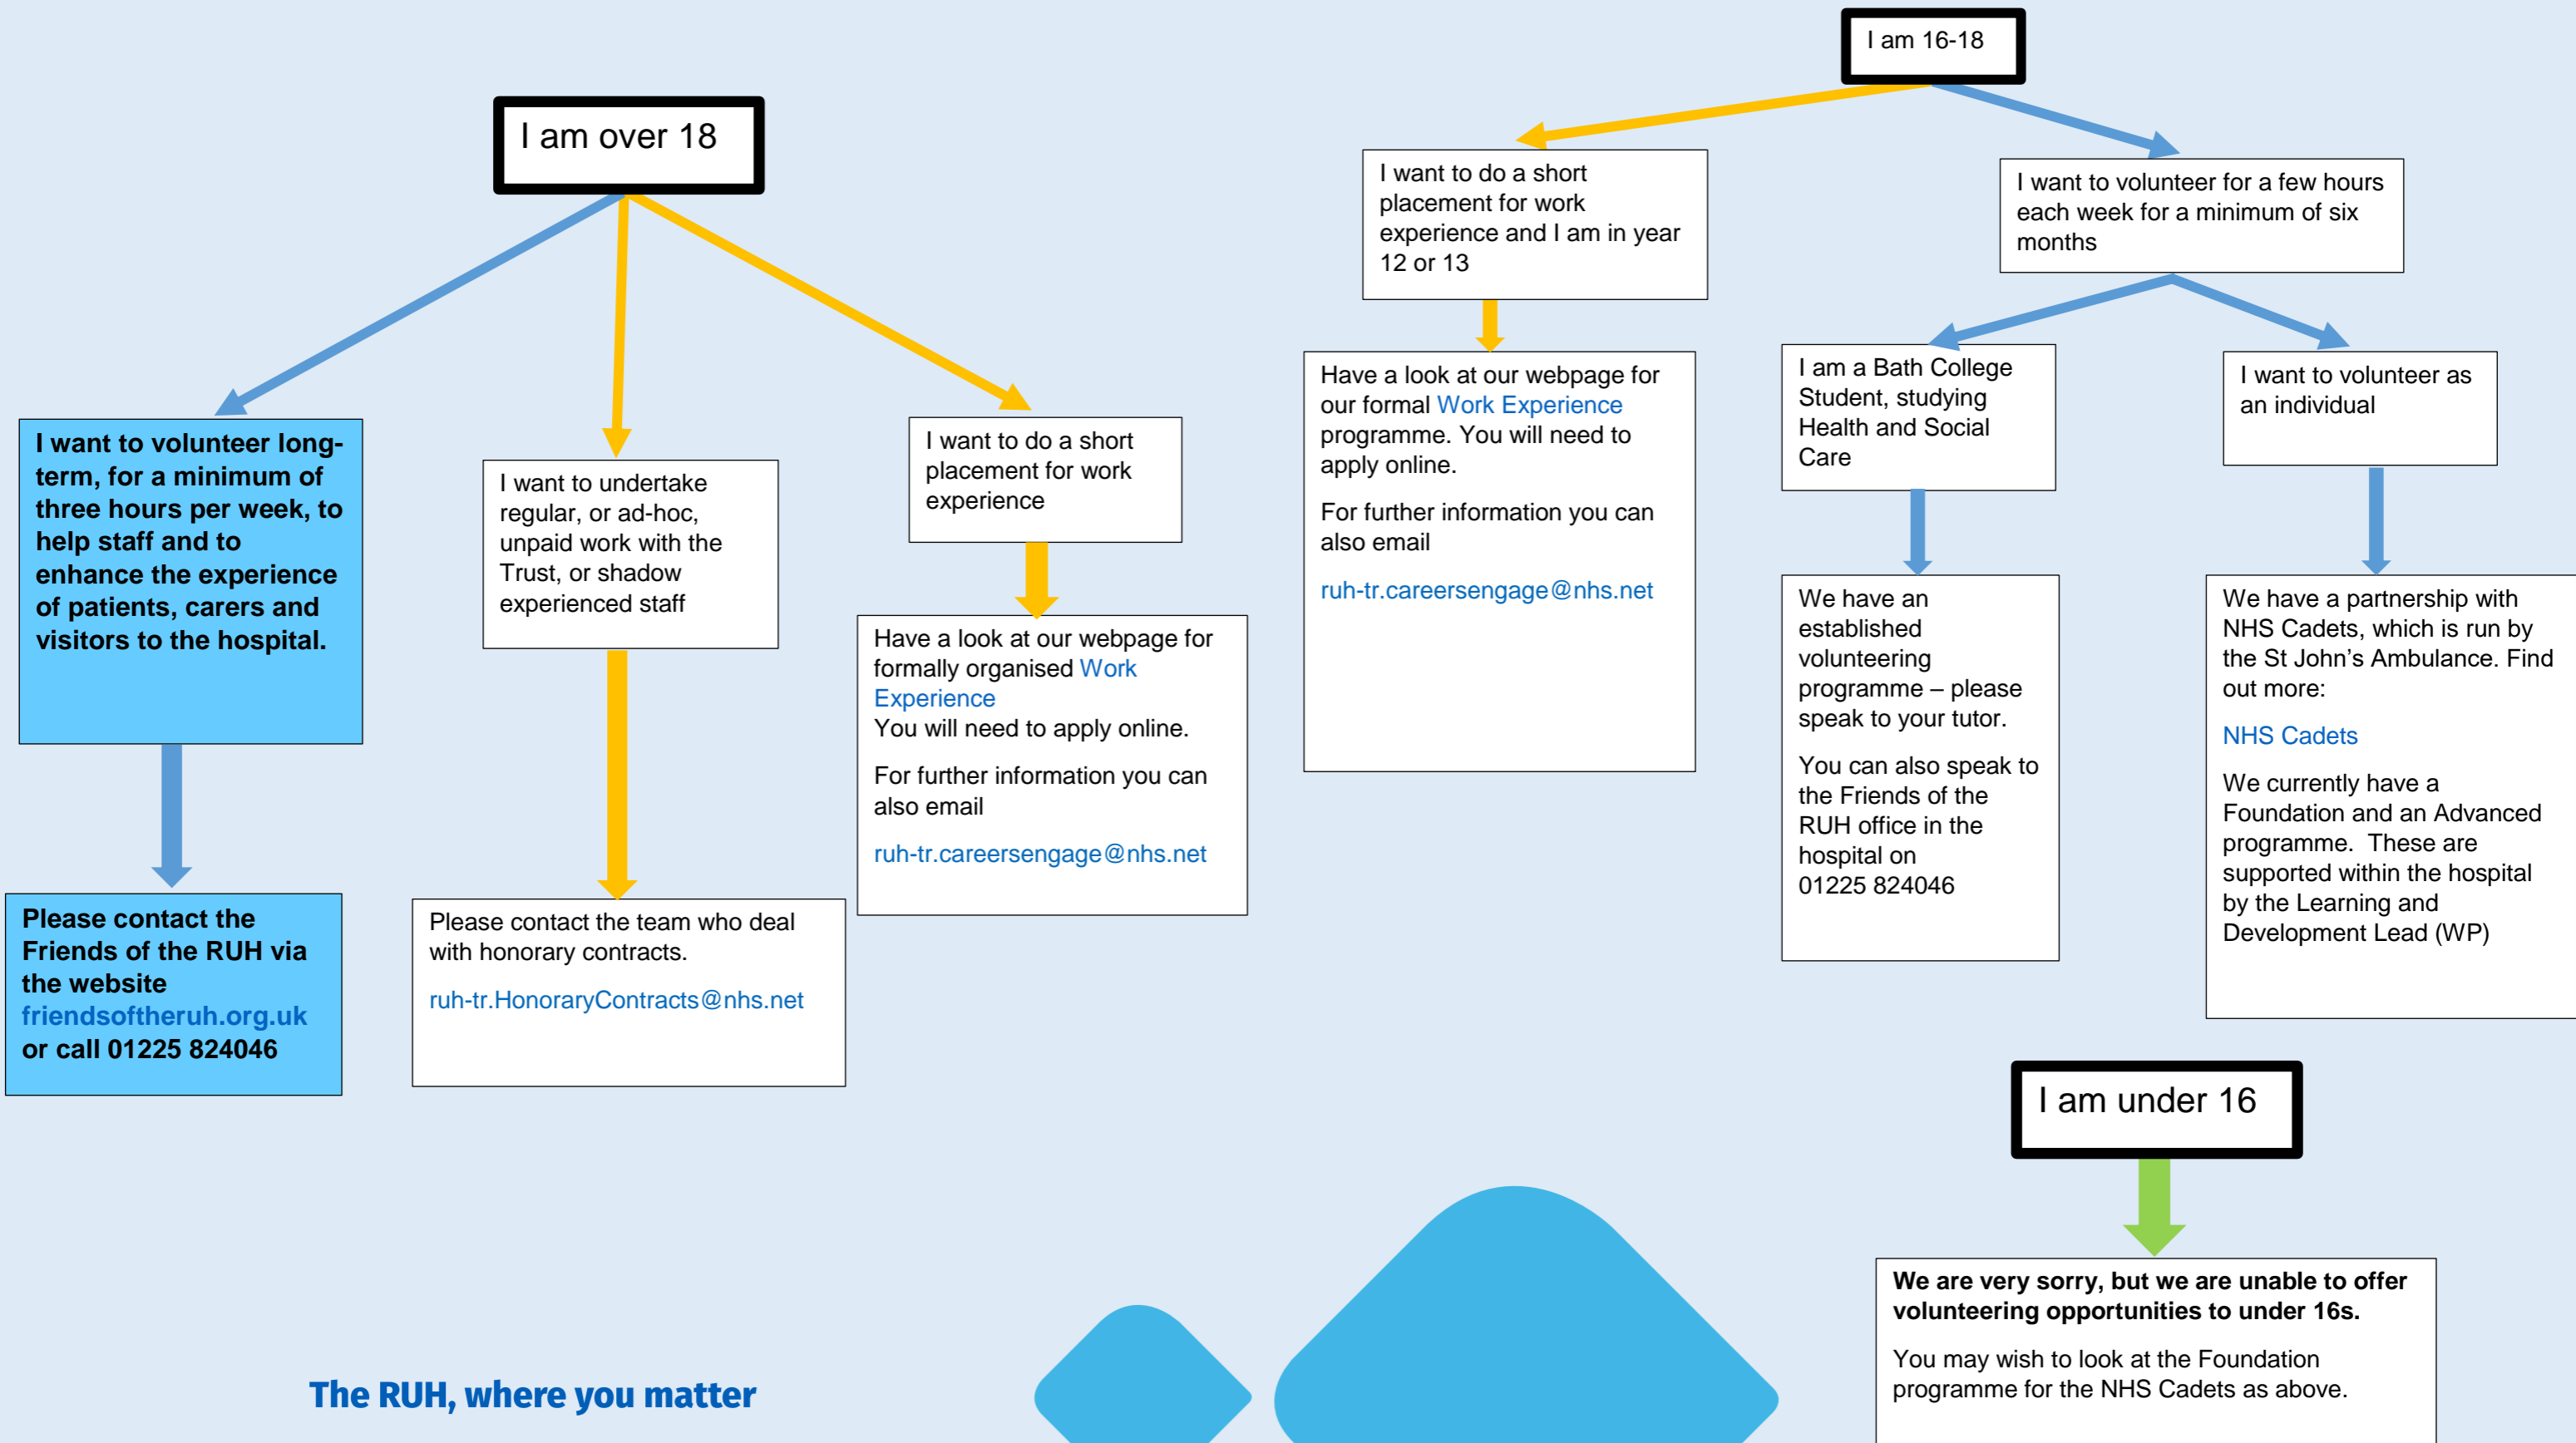 I am over 18
I want to volunteer long-
term, for a minimum of
three hours per week, to
help staff and to
enhance the experience
of patients, carers and
visitors to the hospital.
Please contact the
Friends of the RUH via
the website
friendsoftheruh.org.uk
or call 01225 824046
I want to undertake
regular, or ad-hoc,
unpaid work with the
Trust, or shadow
experienced staff
Please contact the team who deal
with honorary contracts.
ruh-tr.HonoraryContracts@nhs.net
I want to do a short
placement for work
experience
Have a look at our webpage for
formally organised Work
Experience
You will need to apply online.
For further information you can
also email
ruh-tr.careersengage@nhs.net
I am 16-18
I want to do a short
placement for work
experience and I am in year
12 or 13
Have a look at our webpage for
our formal Work Experience
programme. You will need to
apply online.
For further information you can
also email
ruh-tr.careersengage@nhs.net
I want to volunteer for a few hours
each week for a minimum of six
months
I am a Bath College
Student, studying
Health and Social
Care
We have an
established
volunteering
programme – please
speak to your tutor.
You can also speak to
the Friends of the
RUH office in the
hospital on
01225 824046
I want to volunteer as
an individual
We have a partnership with
NHS Cadets, which is run by
the St John’s Ambulance. Find
out more:
NHS Cadets
We currently have a
Foundation and an Advanced
programme.  These are
supported within the hospital
by the Learning and
Development Lead (WP)
I am under 16
We are very sorry, but we are unable to offer
volunteering opportunities to under 16s.
You may wish to look at the Foundation
programme for the NHS Cadets as above.
The RUH, where you matter